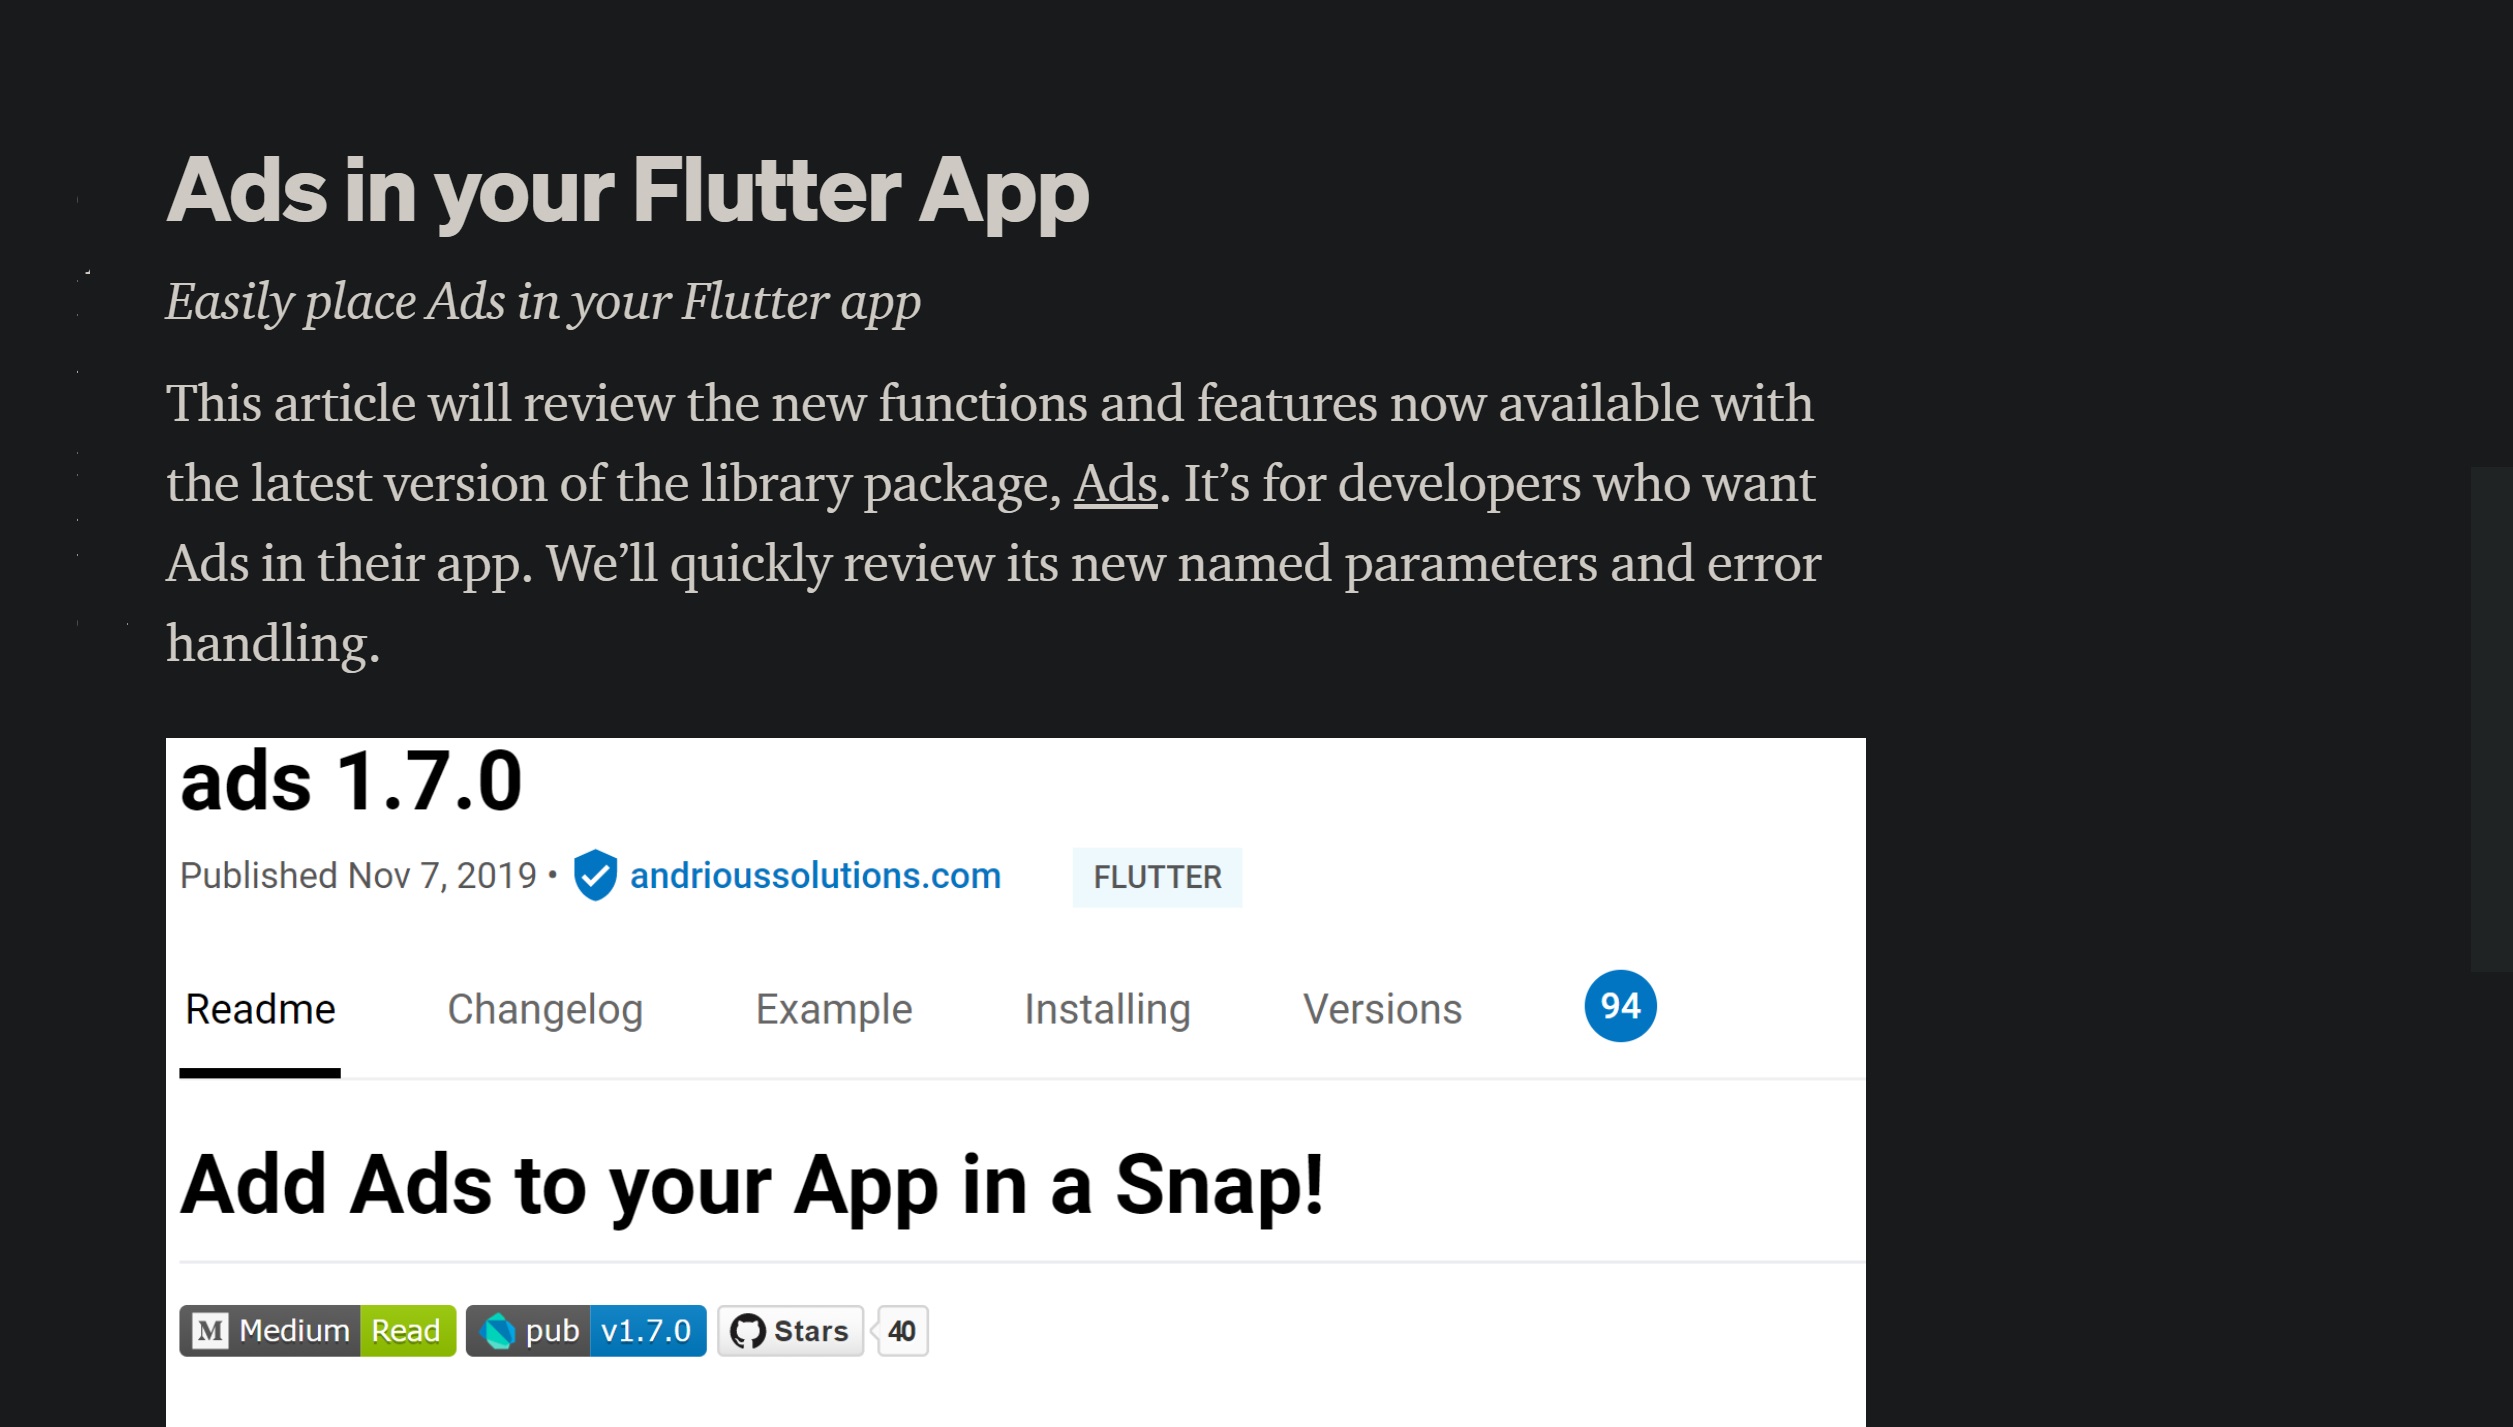 Ads in your Flutter App
Easily place Ads in your Flutter app
This article will review the new functions and features now available with
the latest version of the library package, Ads. It’s for developers who want
Ads in their app. We’ll quickly review its new named parameters and error
handling.
ads 1.7.0
Published Nov 7, 2019 • andrioussolutions.com FLUTTER
Readme Changelog Example Installing Versions 94
Add Ads to your App in a Snap!
M Medium Read pub v1.7.0 Stars 40